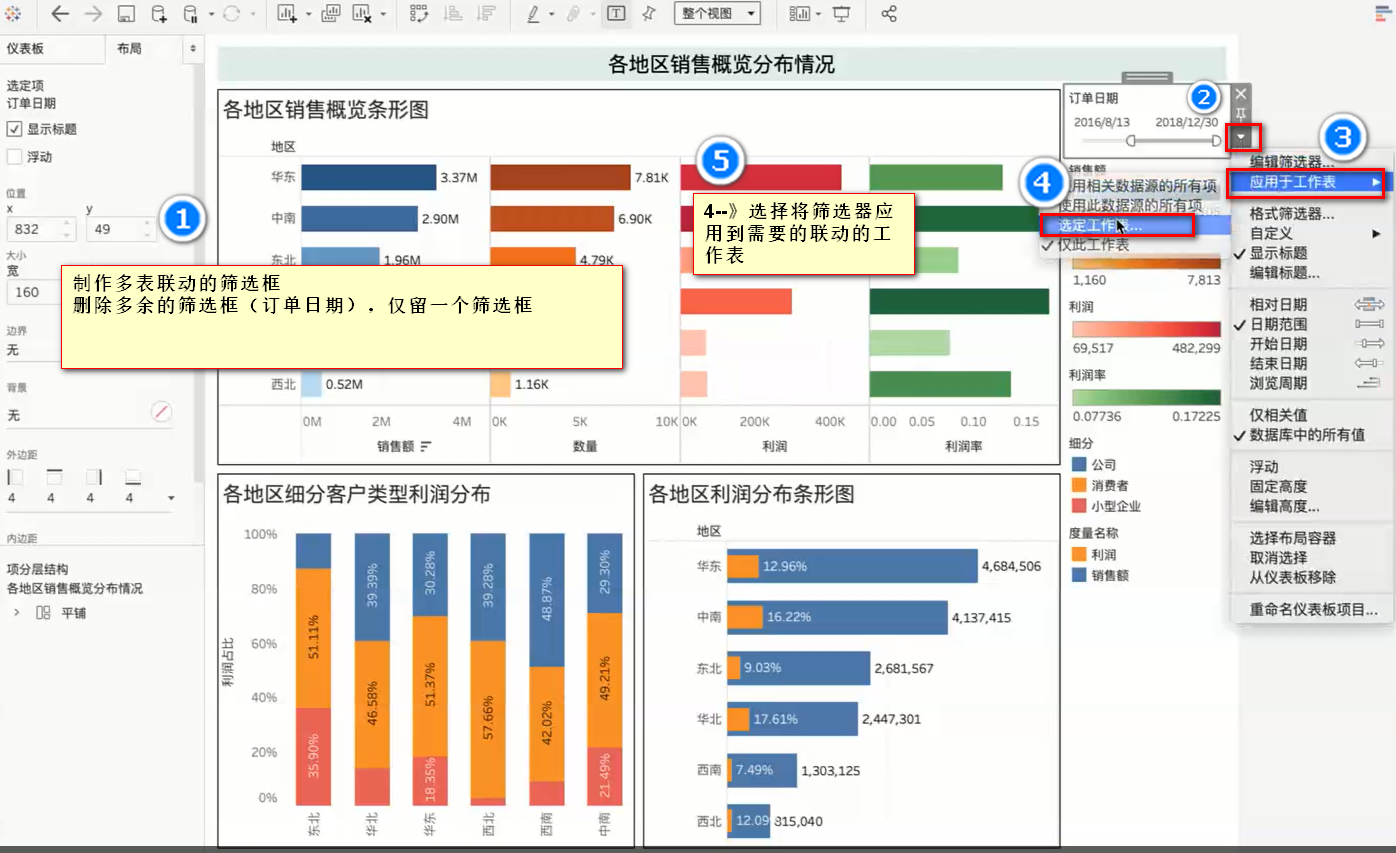 整个视图
仪表板
布局
选定项
订单日期
显示标题
浮动
位置
x
y
832
49
大小
宽
160
边界
无
背景
无
外边距
4 4 4 4
内边距
项分层结构
各地区销售概览分布情况
平铺
各地区销售概览分布情况
1
制作多表联动的筛选框
删除多余的筛选框（订单日期），仅留一个筛选框
各地区销售概览条形图
地区
华东 3.37M 7.81K
中南 2.90M 6.90K
东北 1.96M 4.79K
西北 0.52M 1.16K
0M 2M 4M 0K 5K 10K 0K 200K 400K 0.00 0.05 0.10 0.15
销售额 数量 利润 利润率
5
4--》选择将筛选器应
用到需要的联动的工
作表
各地区细分客户类型利润分布
利润占比
100%
80%
60%
40%
20%
0%
51.11%
35.90%
39.39%
46.58%
30.28%
51.37%
18.35%
39.28%
57.66%
48.87%
42.02%
29.30%
49.21%
21.49%
东北 华北 华东 西北 西南 中南
各地区利润分布条形图
地区
华东 12.96% 4,684,506
中南 16.22% 4,137,415
东北 9.03% 2,681,567
华北 17.61% 2,447,301
西南 7.49% 1,303,125
西北 12.09 815,040
订单日期
2
2016/8/13 2018/12/30
销售额
4
用相关数据源的所有项
使用此数据源的所有项
选定工作表...
仅此工作表
1,160 7,813
利润
69,517 482,299
利润率
0.07736 0.17225
细分
公司
消费者
小型企业
度量名称
利润
销售额
3
编辑筛选器...
应用于工作表
格式筛选器...
自定义
显示标题
编辑标题...
相对日期
日期范围
开始日期
结束日期
浏览周期
仅相关值
数据库中的所有值
浮动
固定高度
编辑高度...
选择布局容器
取消选择
从仪表板移除
重命名仪表板项目...